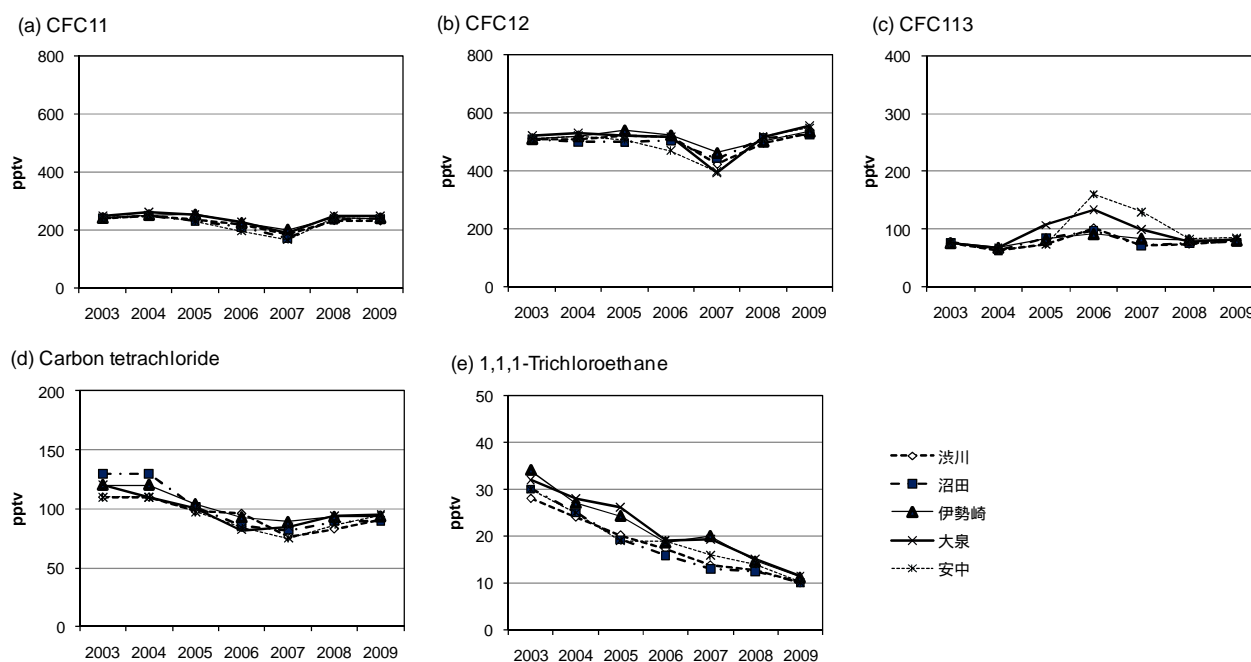 (a) CFC11
800
600
400
200
0
pptv
2003 2004 2005 2006 2007 2008 2009
(b) CFC12
800
600
400
200
0
pptv
2003 2004 2005 2006 2007 2008 2009
(c) CFC113
400
300
200
100
0
pptv
2003 2004 2005 2006 2007 2008 2009
(d) Carbon tetrachloride
200
150
100
50
0
pptv
2003 2004 2005 2006 2007 2008 2009
(e) 1,1,1-Trichloroethane
50
40
30
20
10
0
pptv
2003 2004 2005 2006 2007 2008 2009
渋川
沼田
伊勢崎
大泉
安中